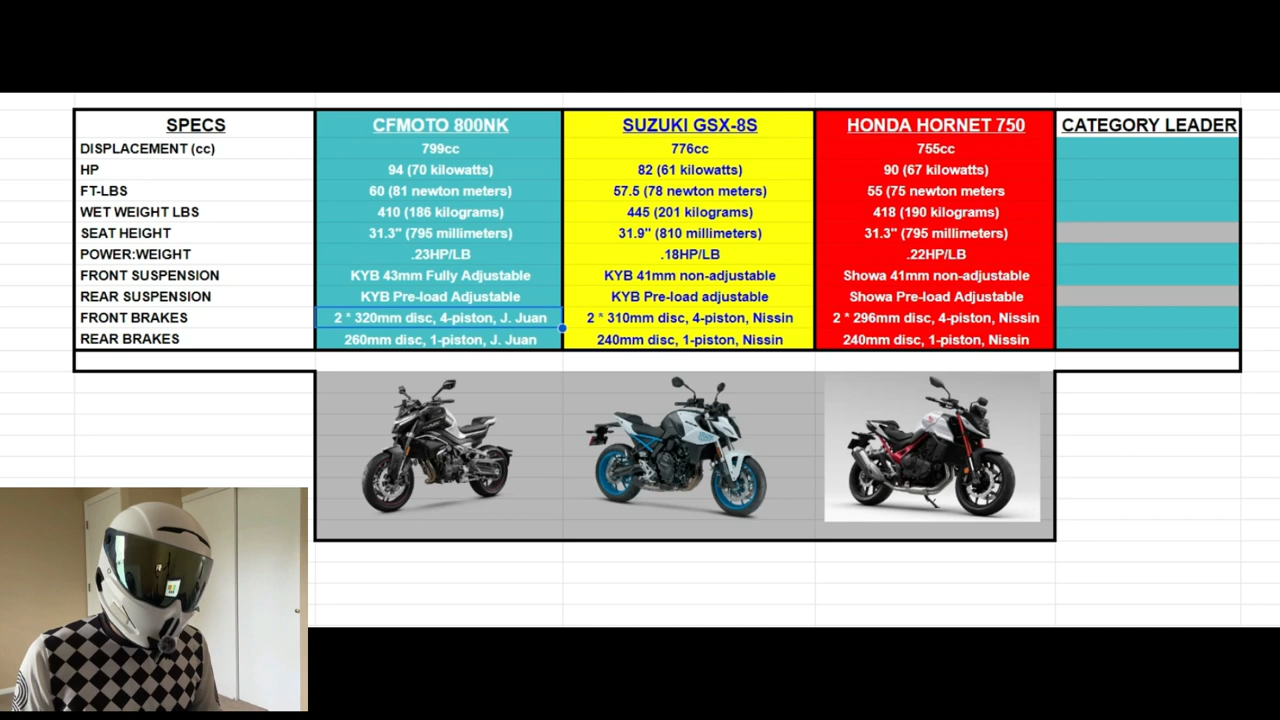 SPECS CFMOTO 800NK SUZUKI GSX-8S HONDA HORNET 750 CATEGORY LEADER
DISPLACEMENT (cc) 799cc 776cc 755cc
HP 94 (70 kilowatts) 82 (61 kilowatts) 90 (67 kilowatts)
FT-LBS 60 (81 newton meters) 57.5 (78 newton meters) 55 (75 newton meters
WET WEIGHT LBS 410 (186 kilograms) 445 (201 kilograms) 418 (190 kilograms)
SEAT HEIGHT 31.3" (795 millimeters) 31.9" (810 millimeters) 31.3" (795 millimeters)
POWER:WEIGHT .23HP/LB .18HP/LB .22HP/LB
FRONT SUSPENSION KYB 43mm Fully Adjustable KYB 41mm non-adjustable Showa 41mm non-adjustable
REAR SUSPENSION KYB Pre-load Adjustable KYB Pre-load adjustable Showa Pre-load Adjustable
FRONT BRAKES 2 * 320mm disc, 4-piston, J. Juan 2 * 310mm disc, 4-piston, Nissin 2 * 296mm disc, 4-piston, Nissin
REAR BRAKES 260mm disc, 1-piston, J. Juan 240mm disc, 1-piston, Nissin 240mm disc, 1-piston, Nissin